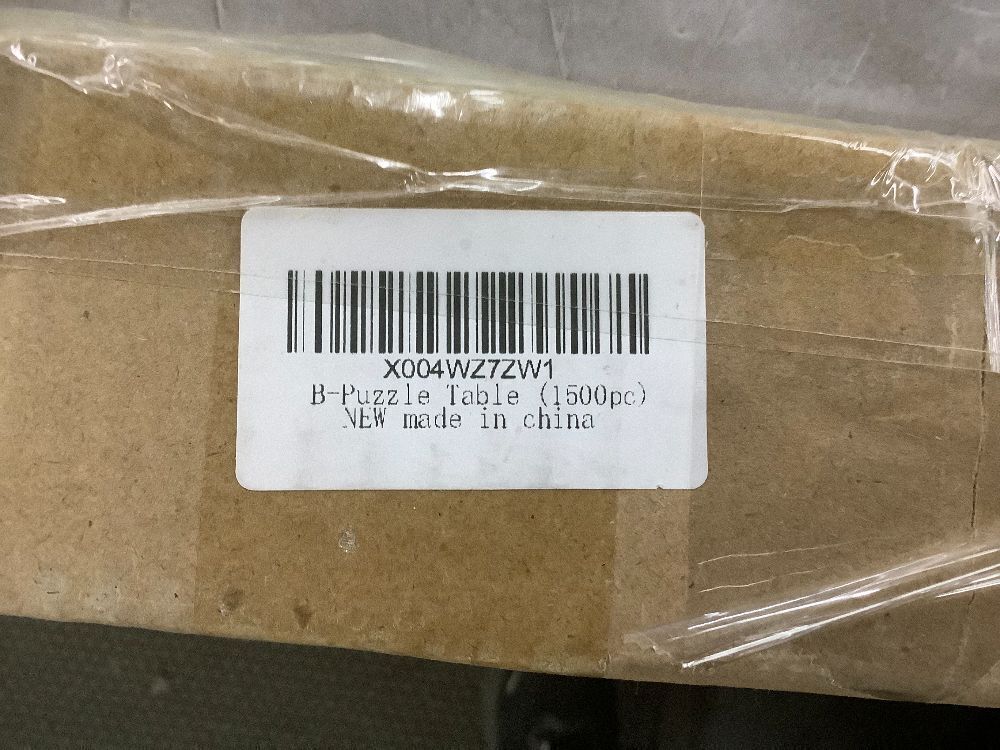 X004WZ7ZW1
B-Puzzle Table (1500pc)
NEW made in china